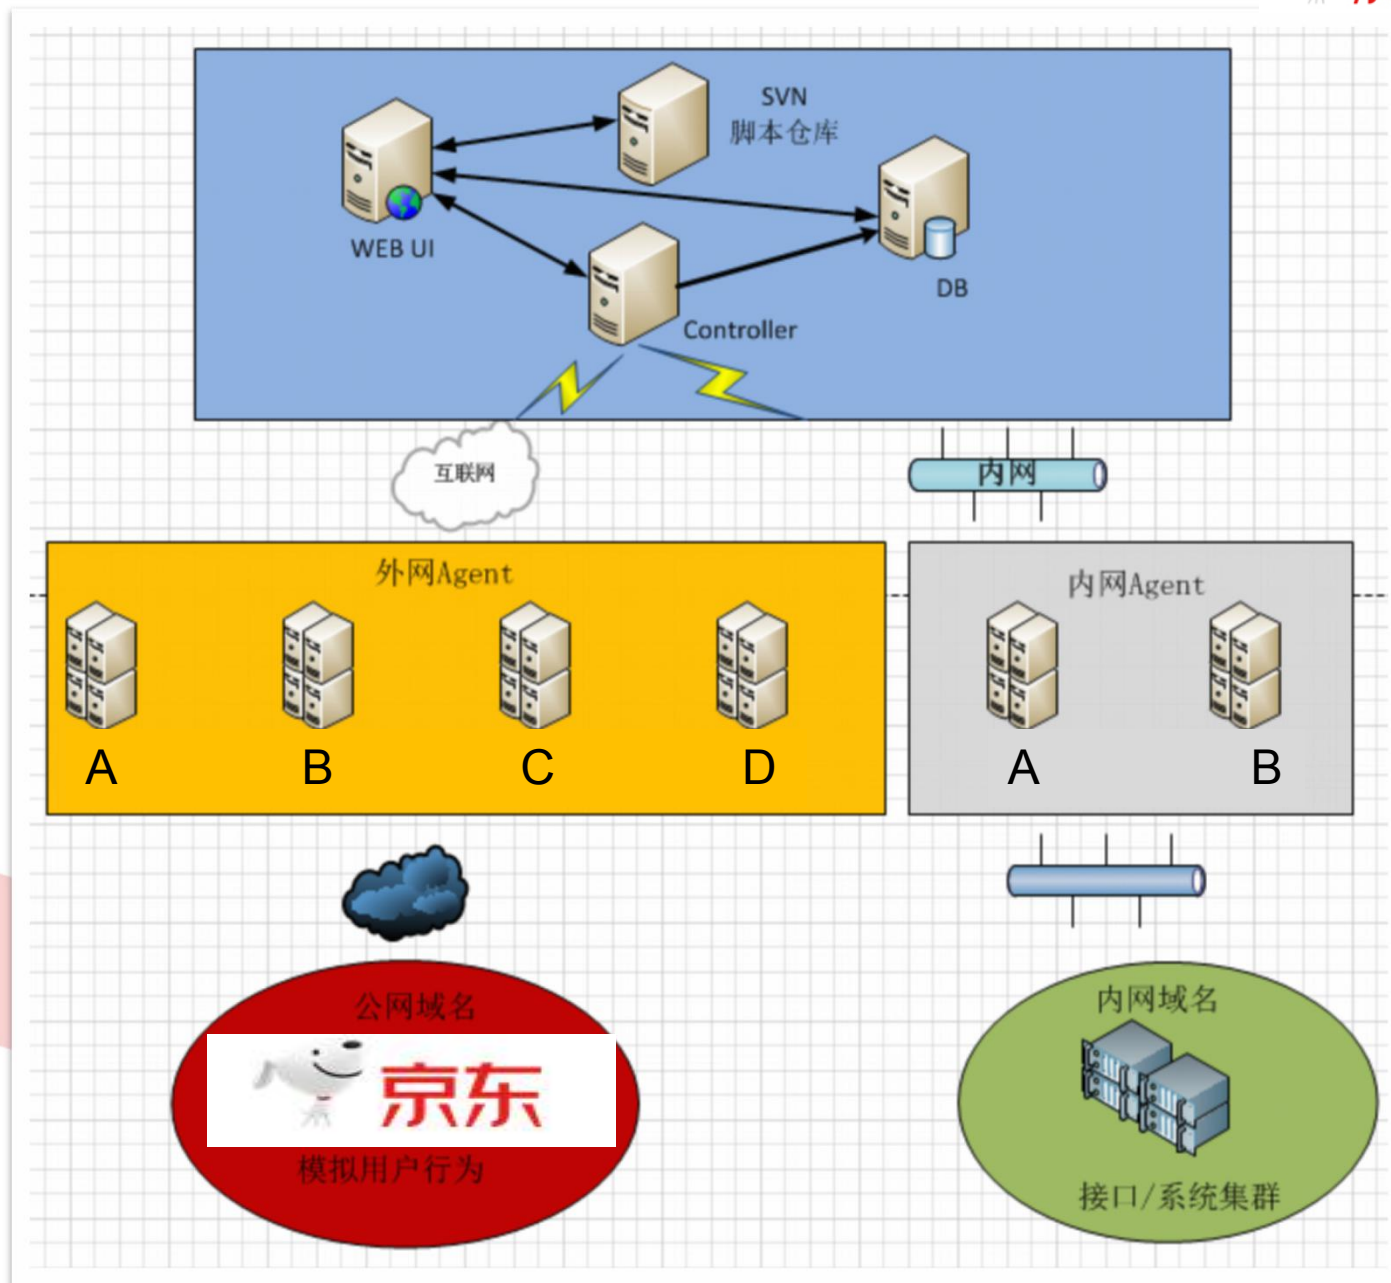 SVN
脚本仓库
WEB UI
DB
Controller
互联网
内网
外网Agent
内网Agent
A
B
C
D
A
B
公网域名
京东
模拟用户行为
内网域名
接口/系统集群